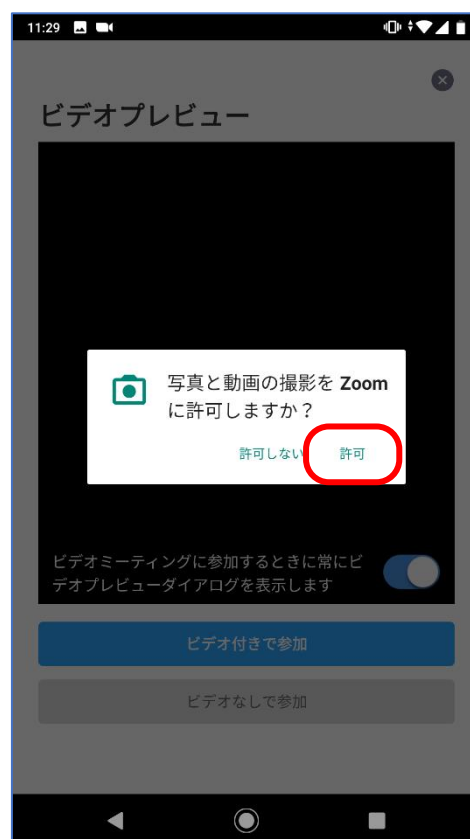 11:29
ビデオプレビュー
写真と動画の撮影を Zoom
に許可しますか？
許可しない 許可
ビデオミーティングに参加するときに常にビ
デオプレビューダイアログを表示します
ビデオ付きで参加
ビデオなしで参加